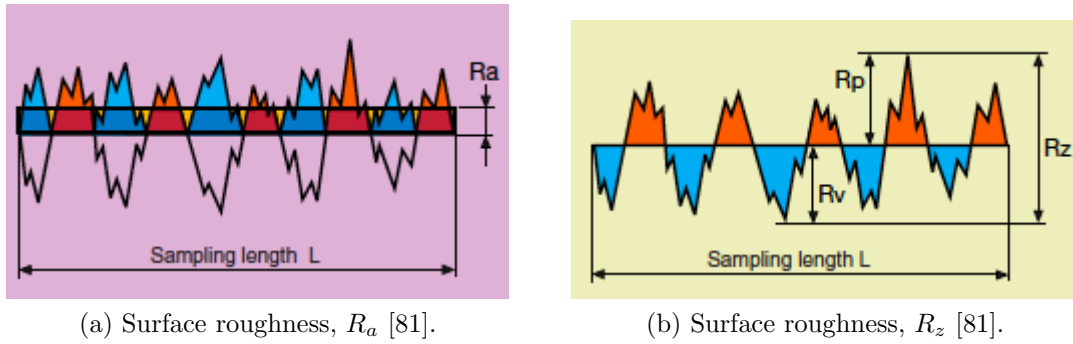 Ra
Sampling length L
(a) Surface roughness, Ra [81].
Rp
Rz
Rv
Sampling length L
(b) Surface roughness, Rz [81].